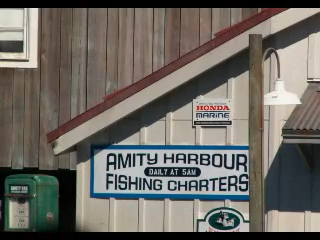 HONDA
MARINE
AMITY HARBOUR
DAILY AT 5AM
FISHING CHARTERS